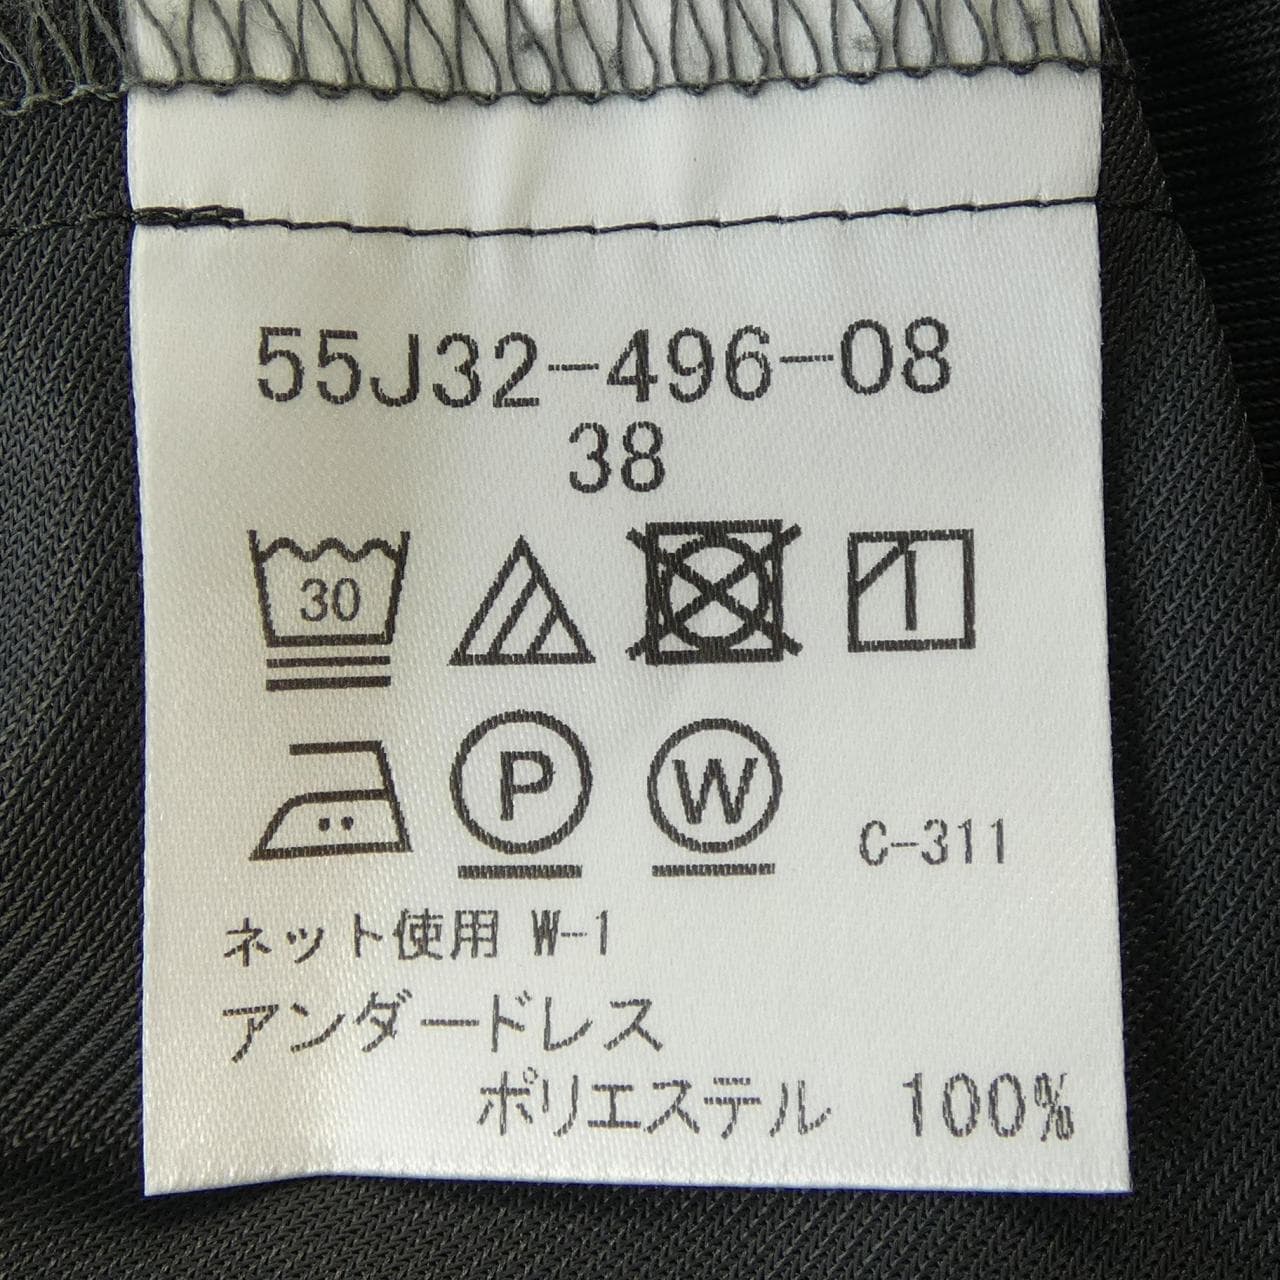 55J32-496-08
38
30
P W C-311
ネット使用 W-1
アンダードレス
ポリエステル 100%